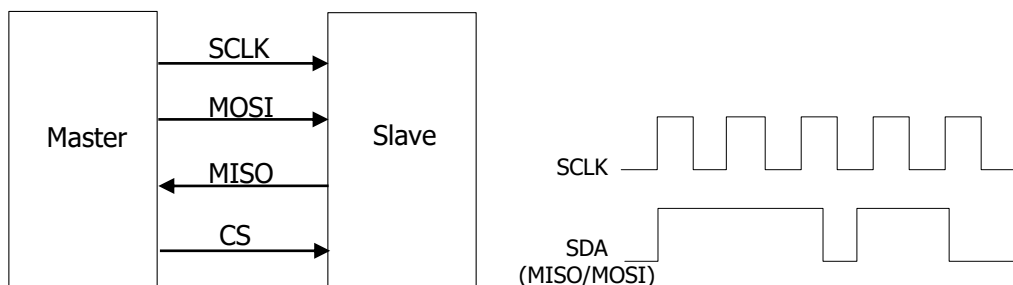 Master
SCLK
MOSI
MISO
CS
Slave
SCLK
SDA
(MISO/MOSI)